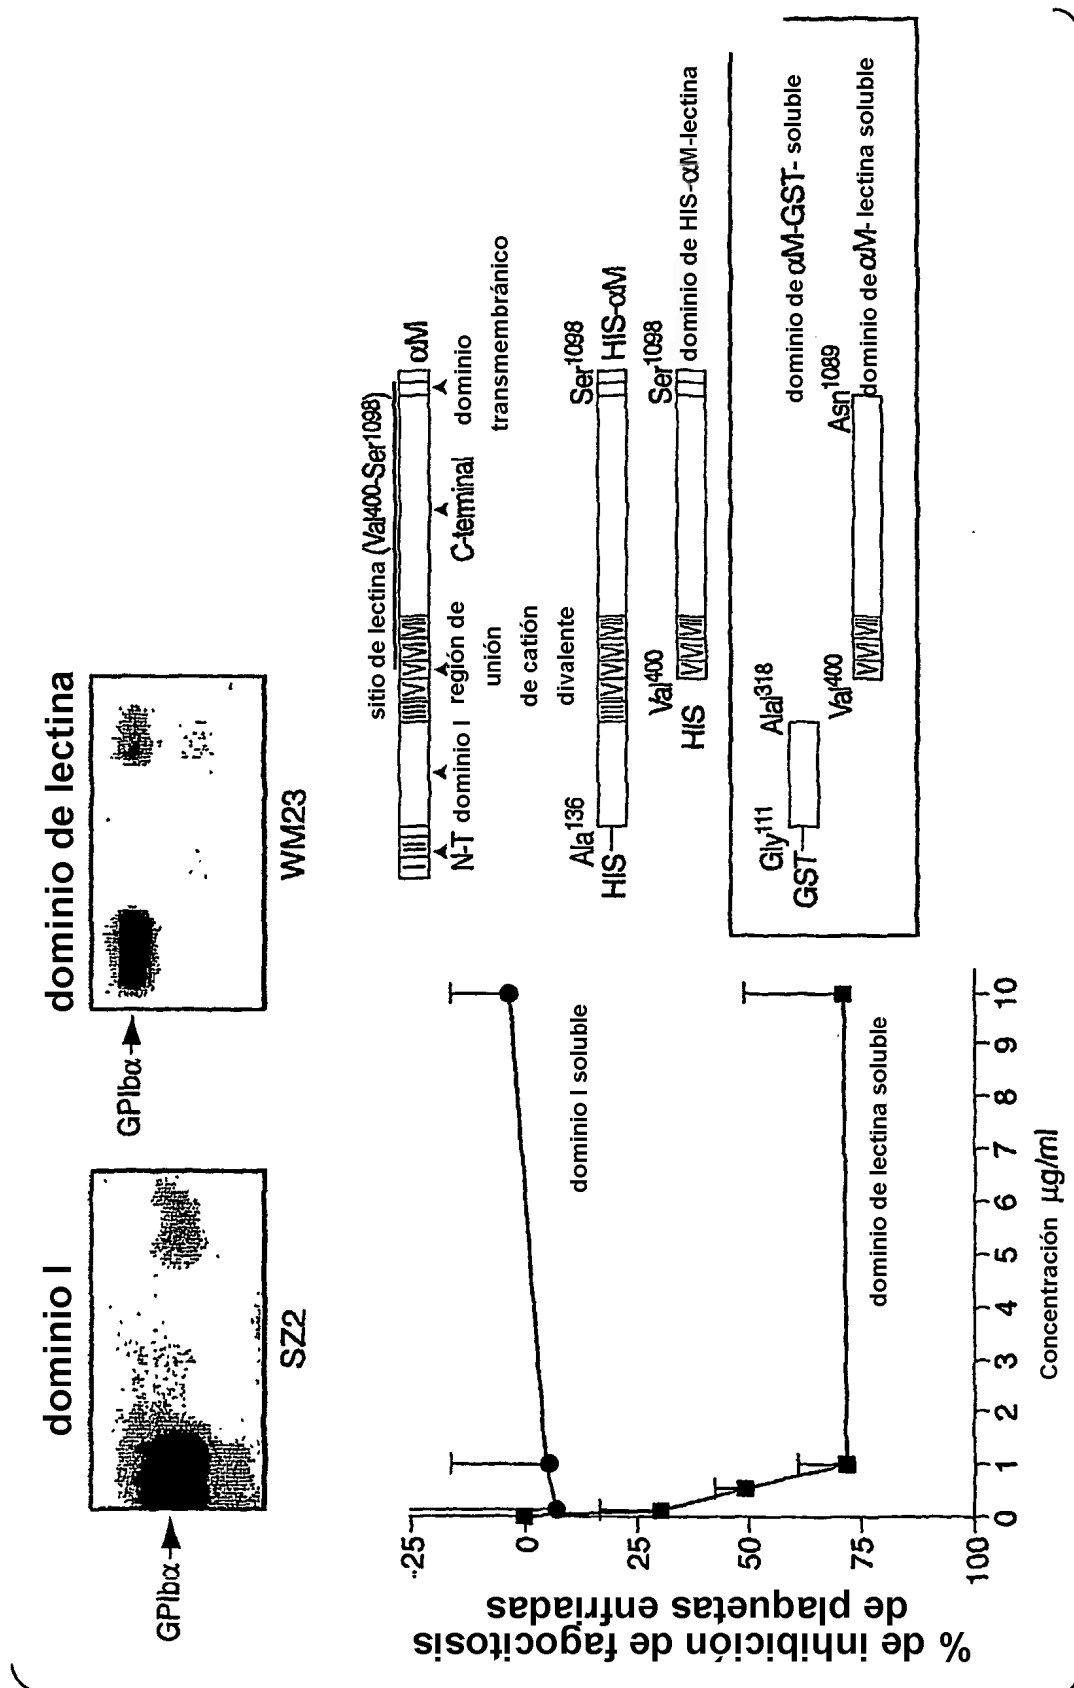 dominio I
dominio de lectina
GPIbα
GPIbα
SZ2
WM23
% de inhibición de fagocitosis
de plaquetas enfriadas
-25
0
25
50
75
100
0
1
2
3
4
5
6
7
8
9
10
Concentración µg/ml
dominio I soluble
dominio de lectina soluble
sitio de lectina (Val400-Ser1098)
αM
N-T
dominio I
región de
unión
de catión
divalente
C-terminal
dominio
transmembránico
Ala136
Ser1098
HIS
HIS-αM
Val400
Ser1098
HIS
dominio de HIS-αM-lectina
Gly111
Alal318
GST
dominio de αM-GST- soluble
Val400
Asn1089
dominio de αM- lectina soluble